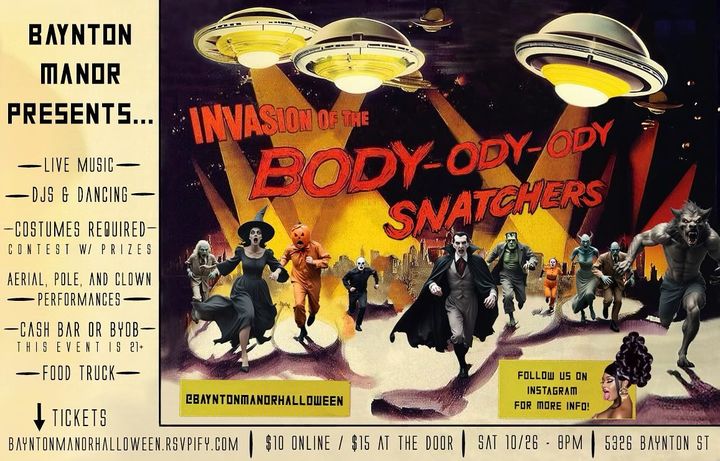 BAYNTON
MANOR
PRESENTS...
LIVE MUSIC
DJS & DANCING
COSTUMES REQUIRED
CONTEST W/ PRIZES
AERIAL, POLE, AND CLOWN
PERFORMANCES
CASH BAR OR BYOB
THIS EVENT IS 21+
FOOD TRUCK
INVASION OF THE
BODY-ODY-ODY
SNATCHERS
@BAYNTONMANORHALLOWEEN
FOLLOW US ON
INSTAGRAM
FOR MORE INFO!
TICKETS
BAYNTONMANORHALLOWEEN.RSVPIFY.COM | $10 ONLINE / $15 AT THE DOOR | SAT 10/26 - 8PM | 5326 BAYNTON ST